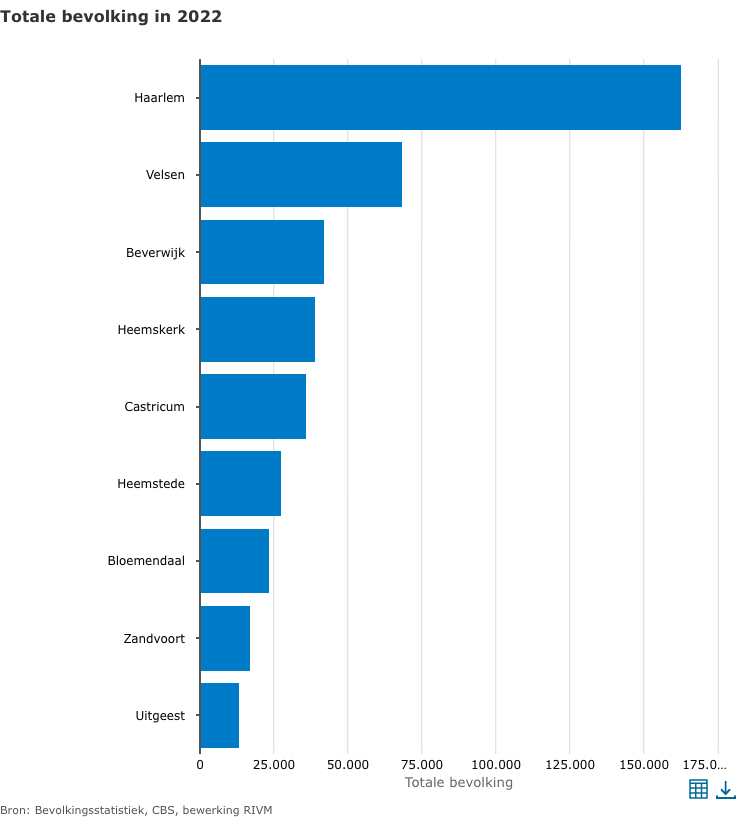 Totale bevolking in 2022
Haarlem
Velsen
Beverwijk
Heemskerk
Castricum
Heemstede
Bloemendaal
Zandvoort
Uitgeest
0 25.000 50.000 75.000 100.000 125.000 150.000 175.0…
Totale bevolking
Bron: Bevolkingsstatistiek, CBS, bewerking RIVM